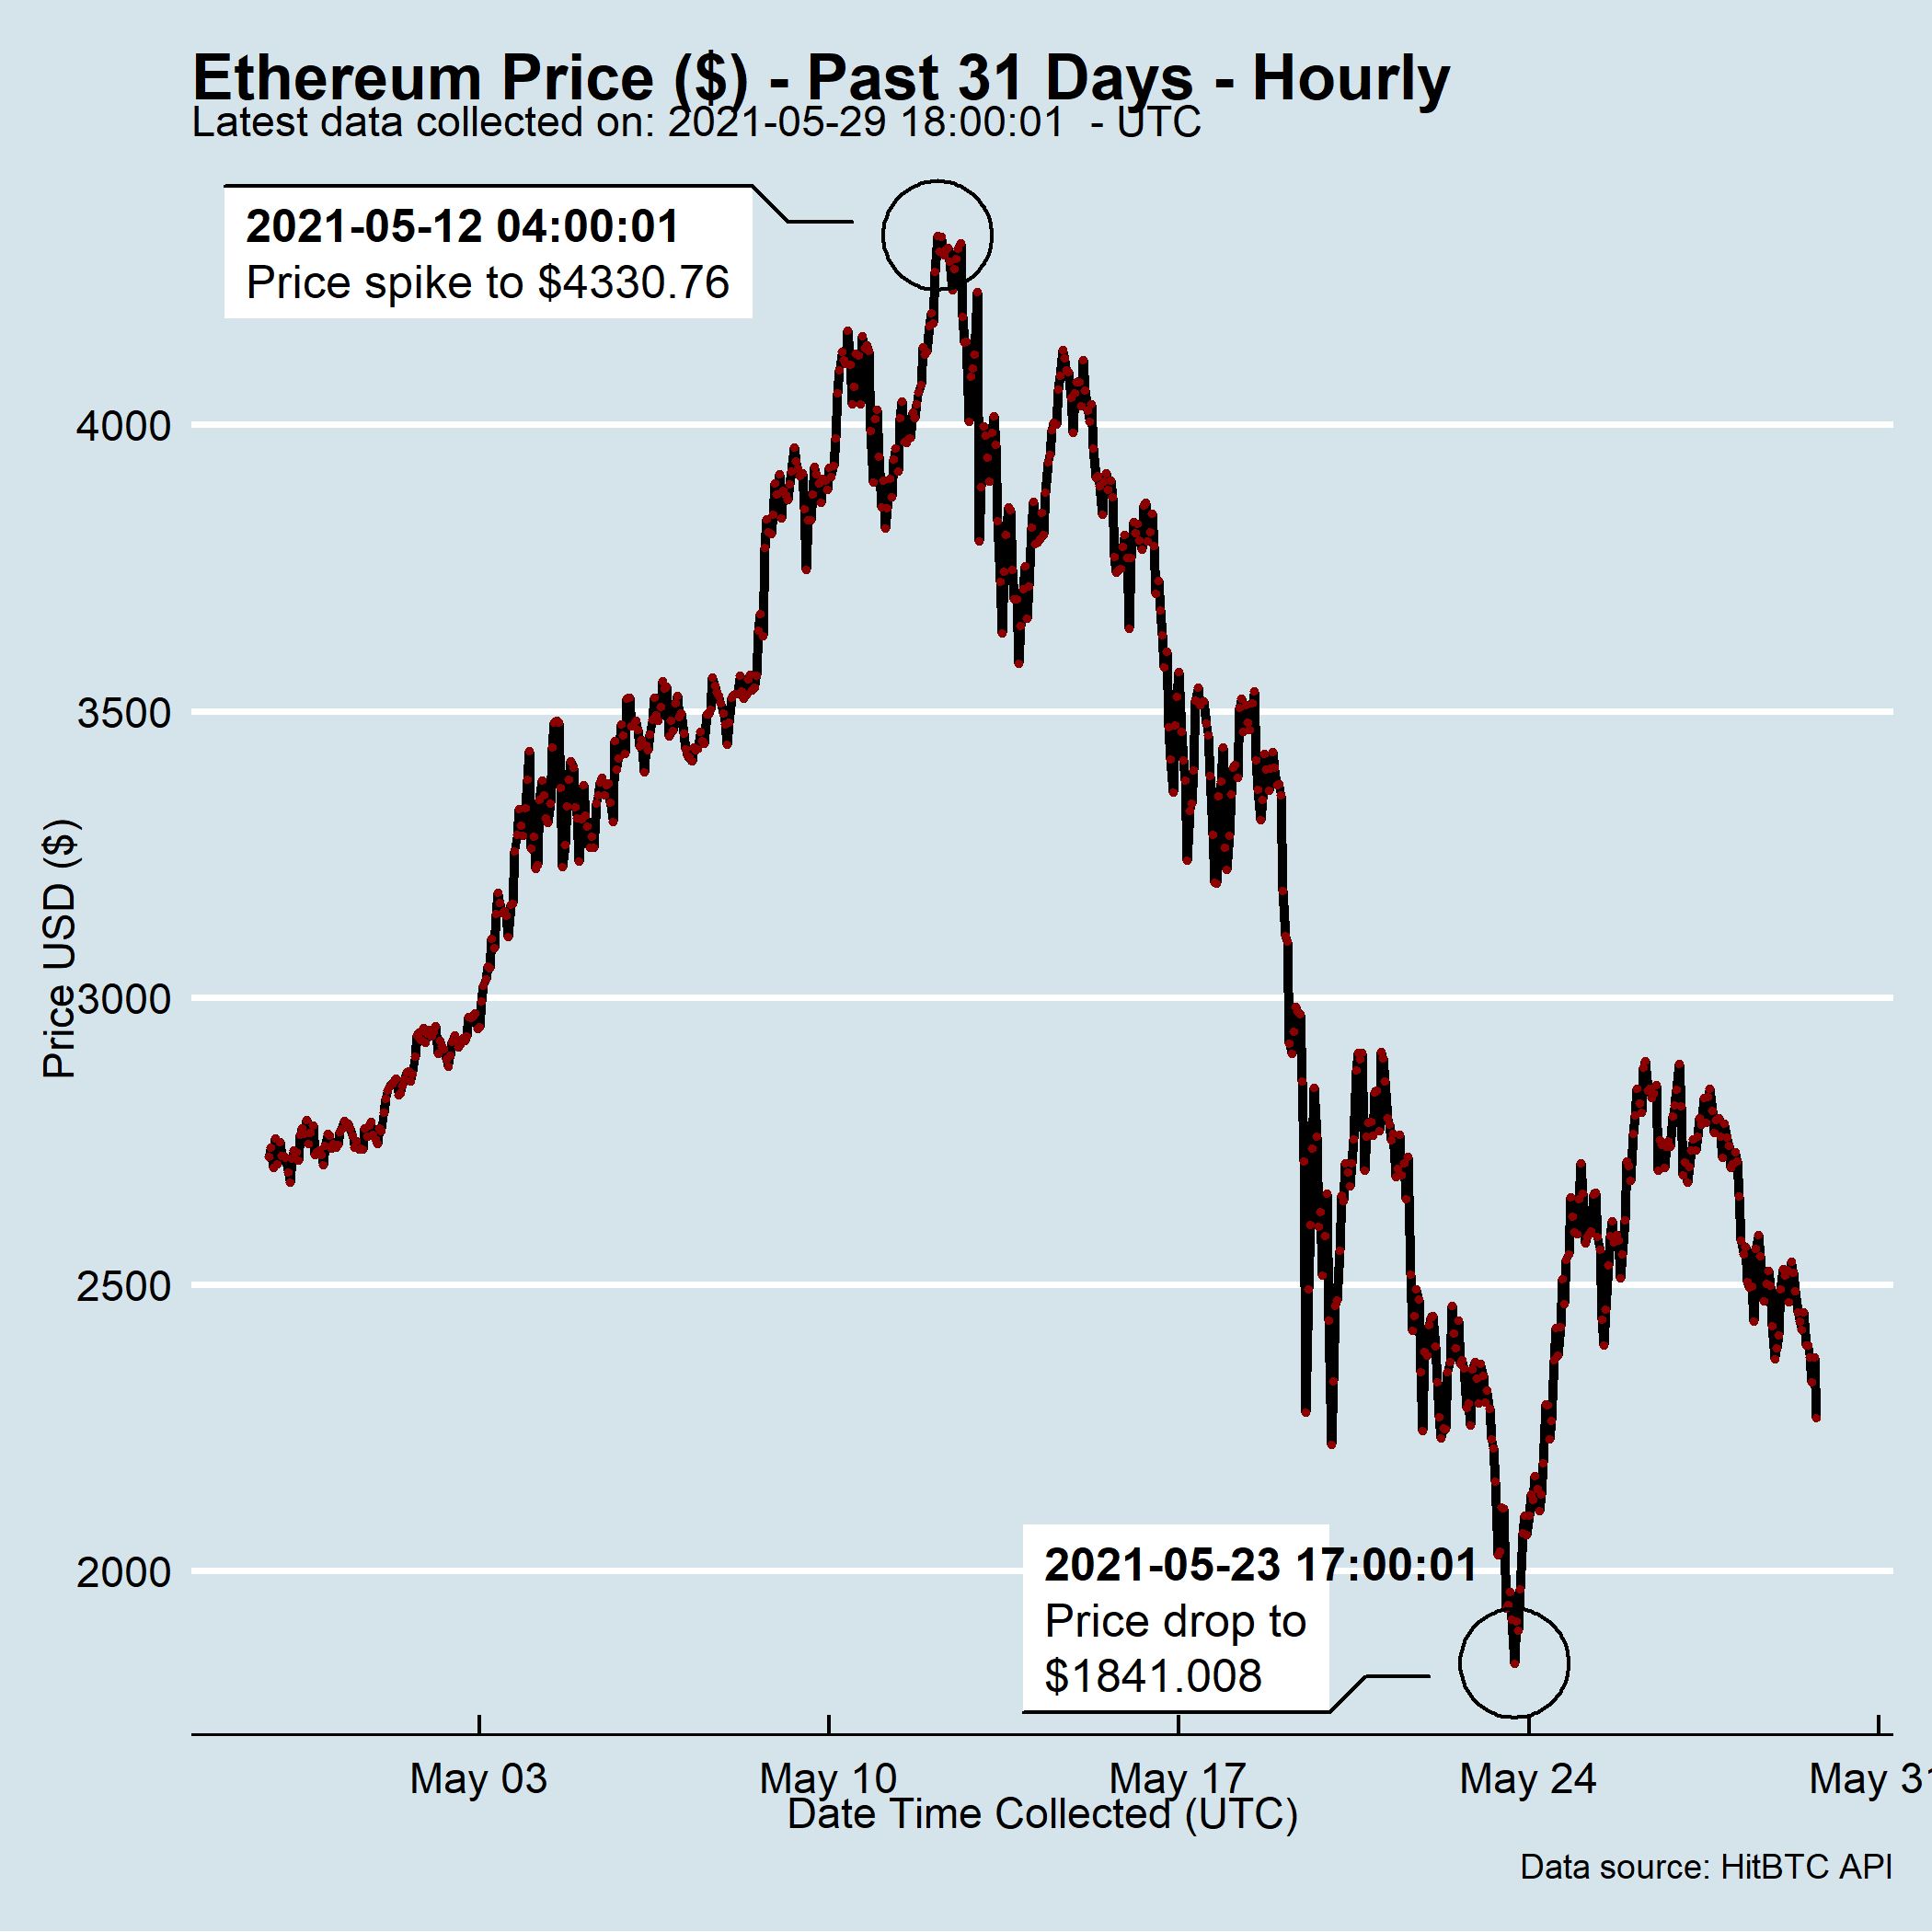 Ethereum Price ($) - Past 31 Days - Hourly
Latest data collected on: 2021-05-29 18:00:01  - UTC
2021-05-12 04:00:01
Price spike to $4330.76
4000
3500
3000
2500
2000
Price USD ($)
2021-05-23 17:00:01
Price drop to
$1841.008
May 03
May 10
May 17
May 24
May 31
Date Time Collected (UTC)
Data source: HitBTC API